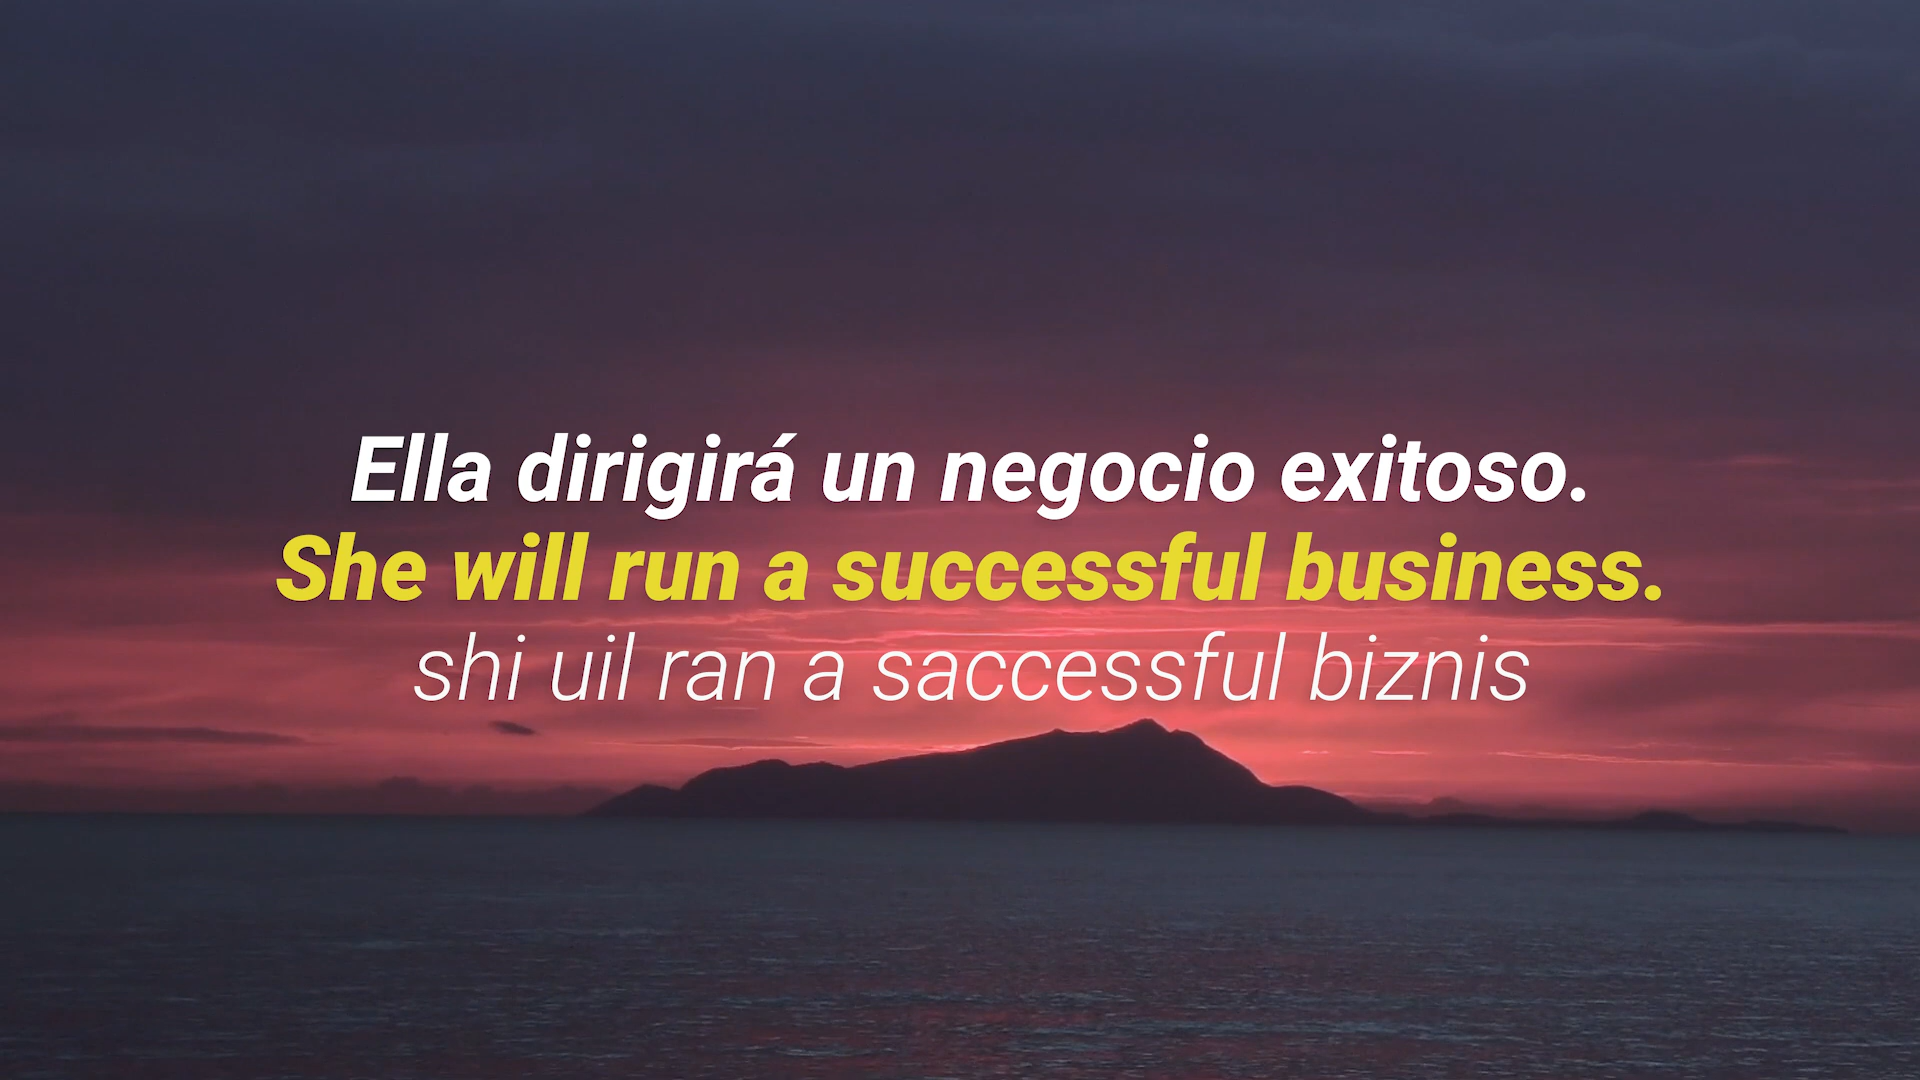 Ella dirigirá un negocio exitoso.
She will run a successful business.
shi uil ran a saccessful biznis